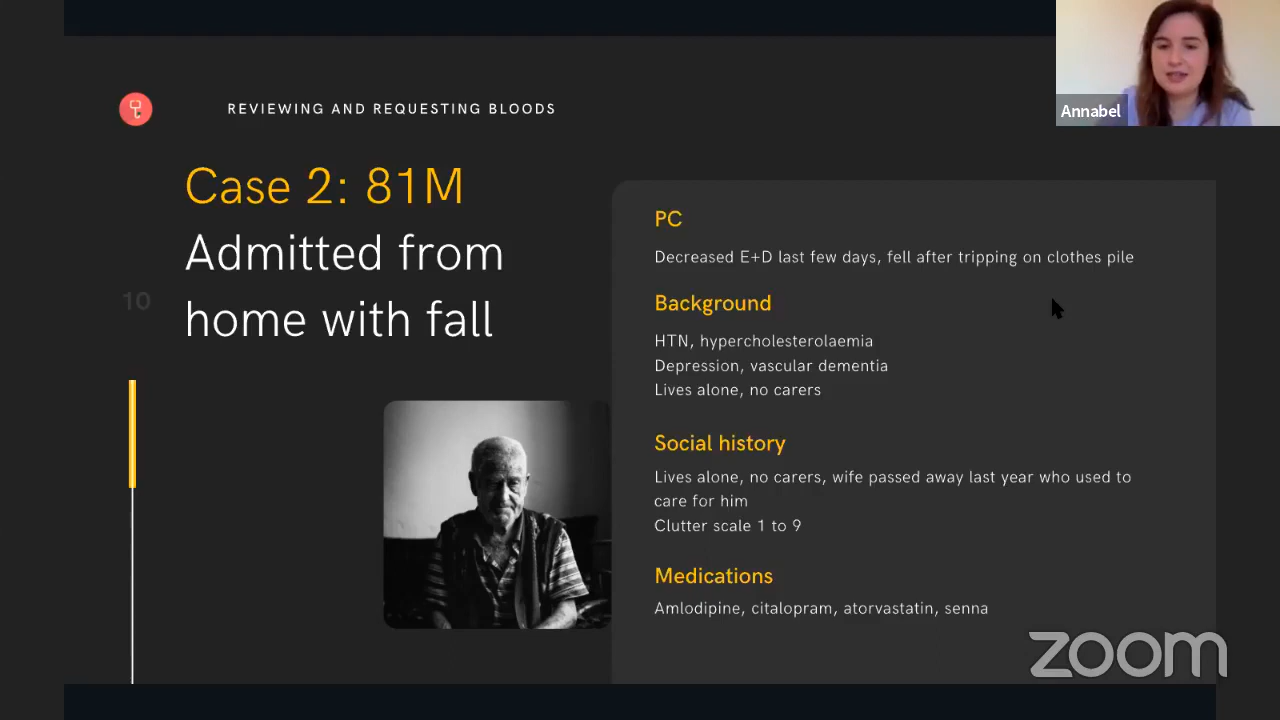 REVIEWING AND REQUESTING BLOODS
Annabel
Case 2: 81M
Admitted from
home with fall
10
PC
Decreased E+D last few days, fell after tripping on clothes pile
Background
HTN, hypercholesterolaemia
Depression, vascular dementia
Lives alone, no carers
Social history
Lives alone, no carers, wife passed away last year who used to
care for him
Clutter scale 1 to 9
Medications
Amlodipine, citalopram, atorvastatin, senna
zoom